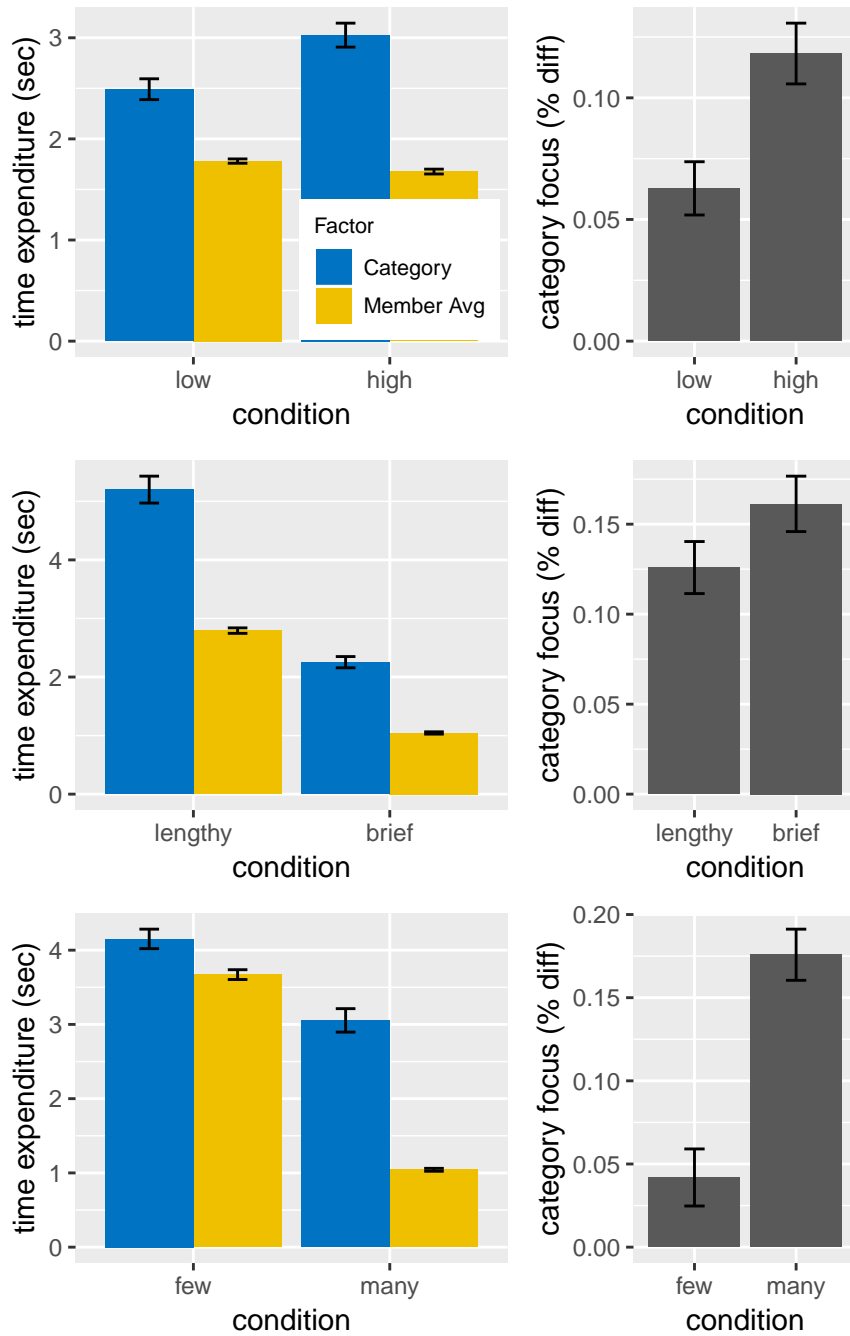 time expenditure (sec)
3
2
1
0
Factor
Category
Member Avg
low
high
condition
category focus (% diff)
0.10
0.05
0.00
low
high
condition
time expenditure (sec)
4
2
0
lengthy
brief
condition
category focus (% diff)
0.15
0.10
0.05
0.00
lengthy
brief
condition
time expenditure (sec)
4
3
2
1
0
few
many
condition
category focus (% diff)
0.20
0.15
0.10
0.05
0.00
few
many
condition